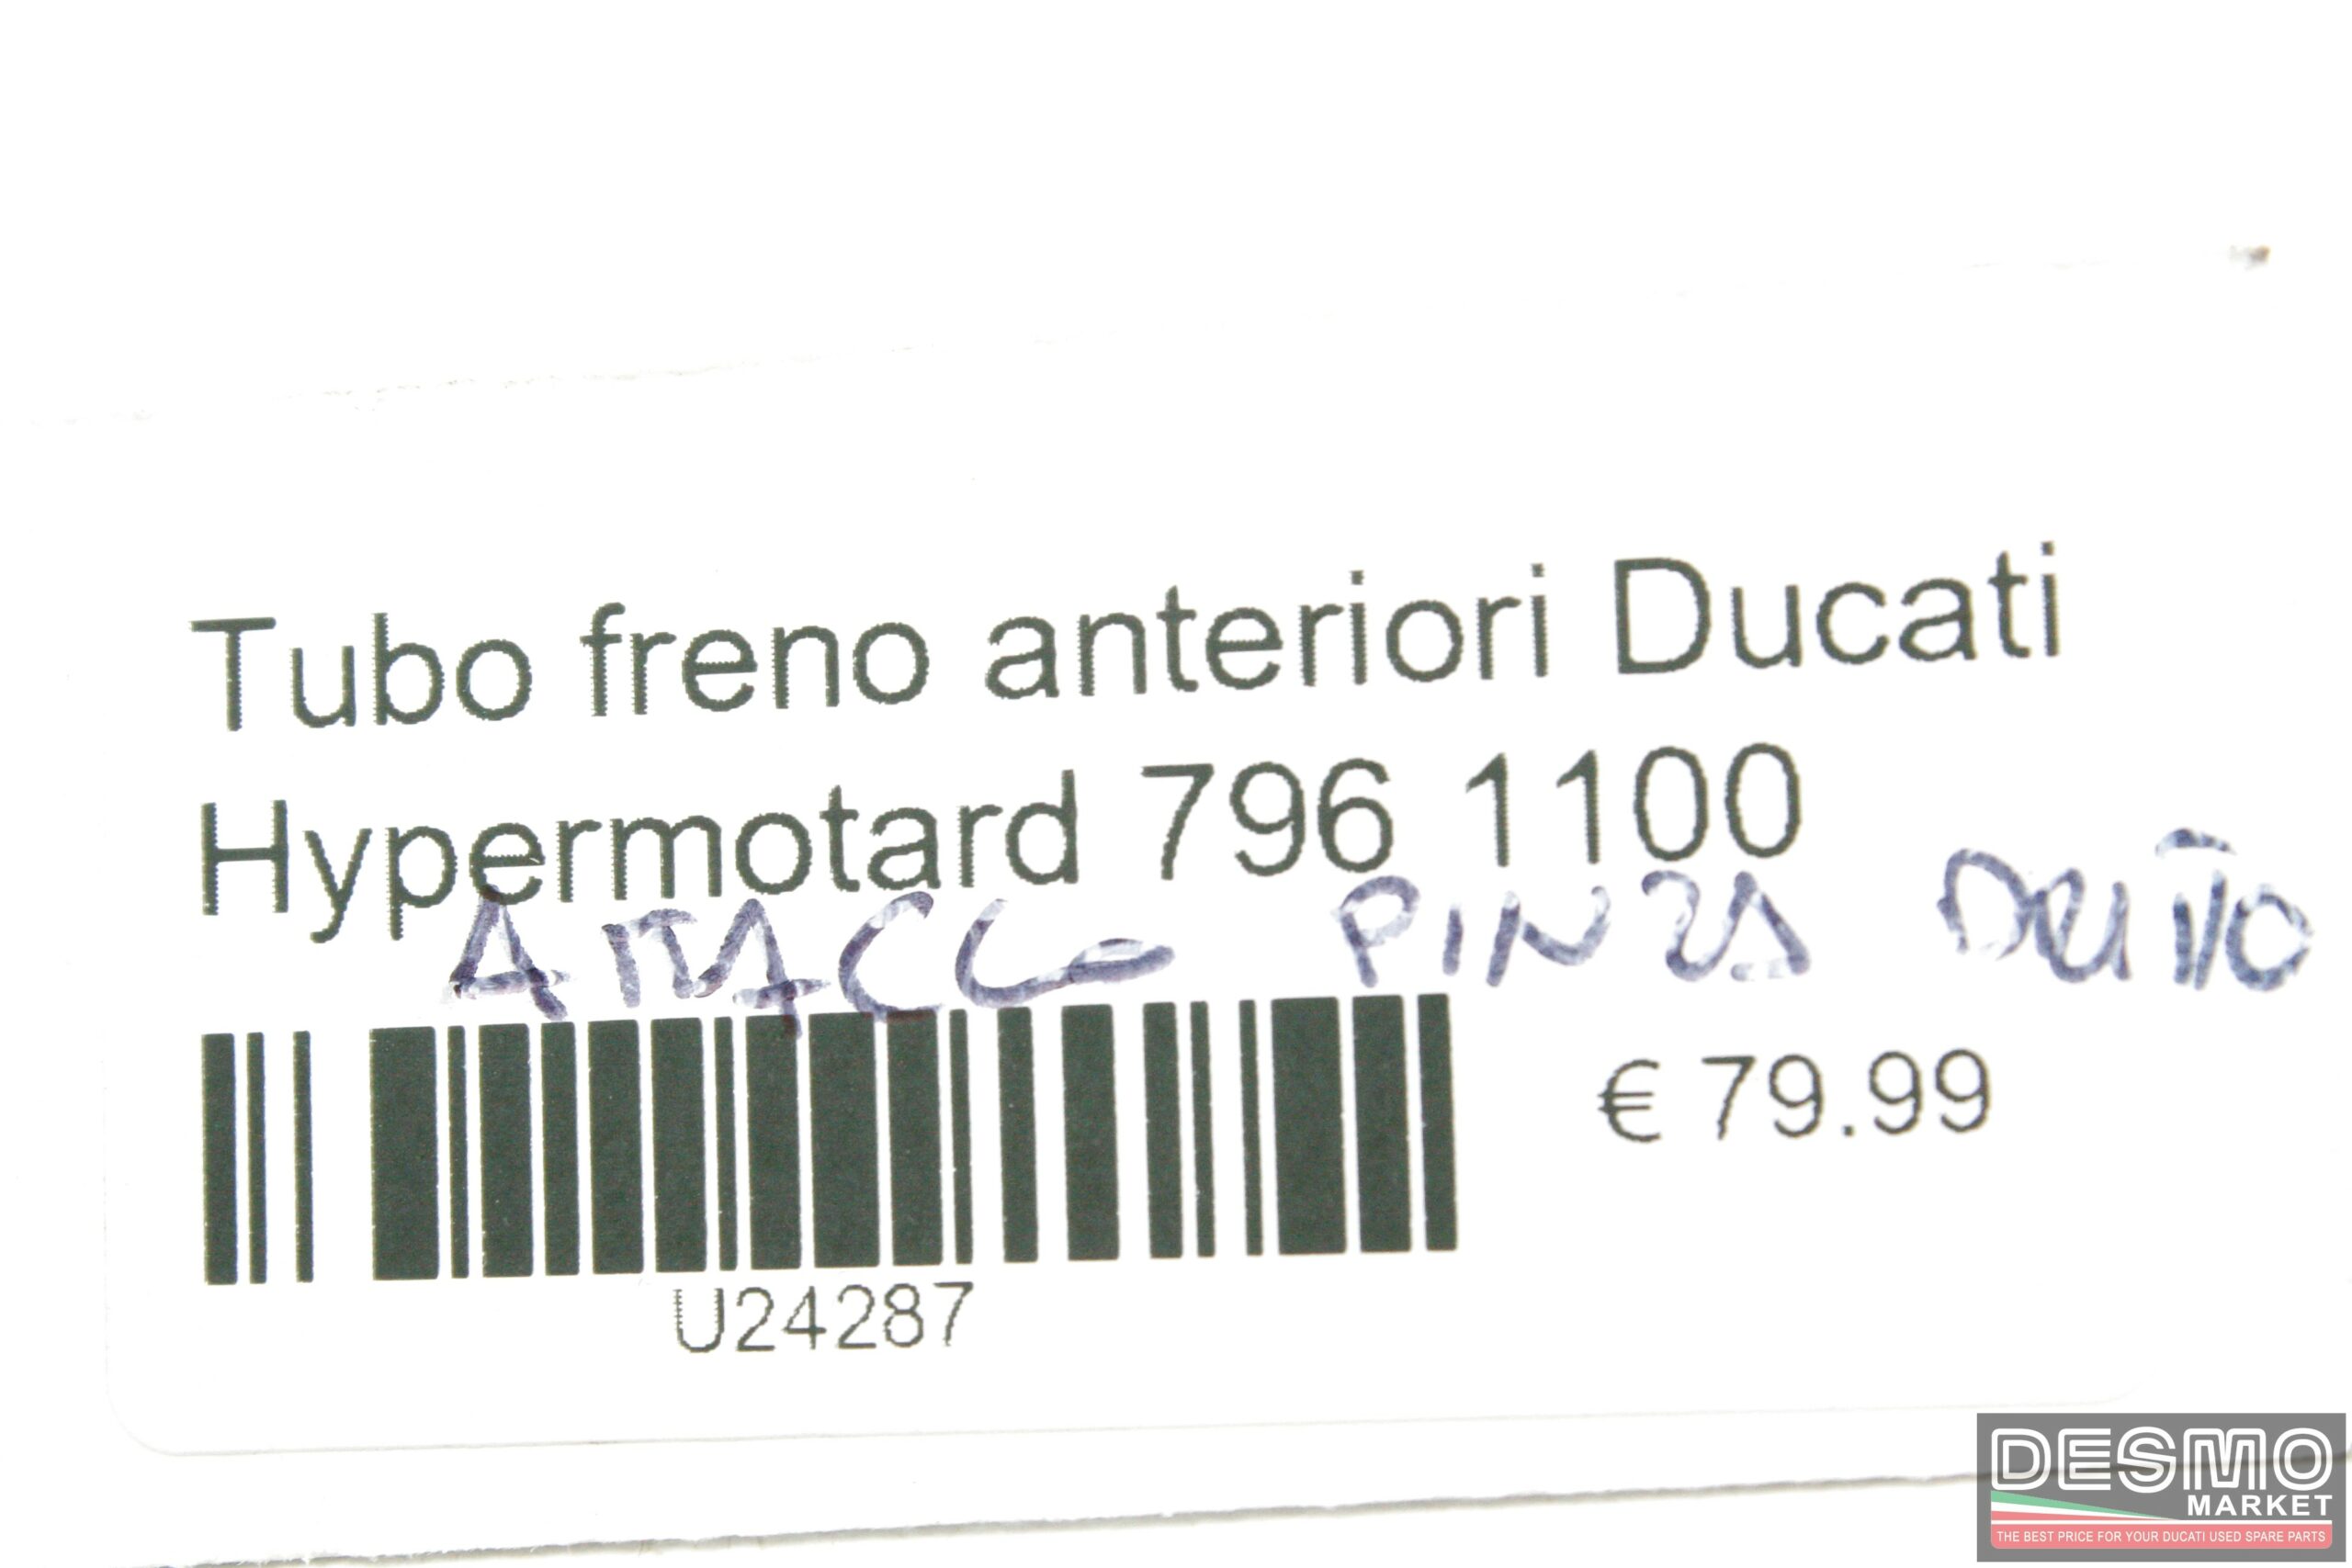 Tubo freno anteriori Ducati
Hypermotard 796 1100
ATTACCO PINZA
€ 79.99
U24287
DESMO
MARKET
THE BEST PRICE FOR YOUR DUCATI USED SPARE PARTS